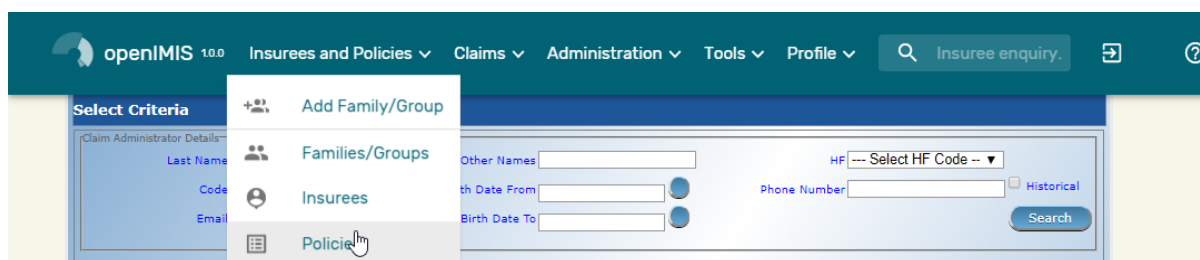 openIMIS 1.0.0 Insurees and Policies Claims Administration Tools Profile Insuree enquiry.
Select Criteria
Add Family/Group
Claim Administrator Details
Families/Groups
Last Name Other Names HF --- Select HF Code -- ▼
Code th Date From Phone Number Historical
Insurees
Email Birth Date To Search
Policie